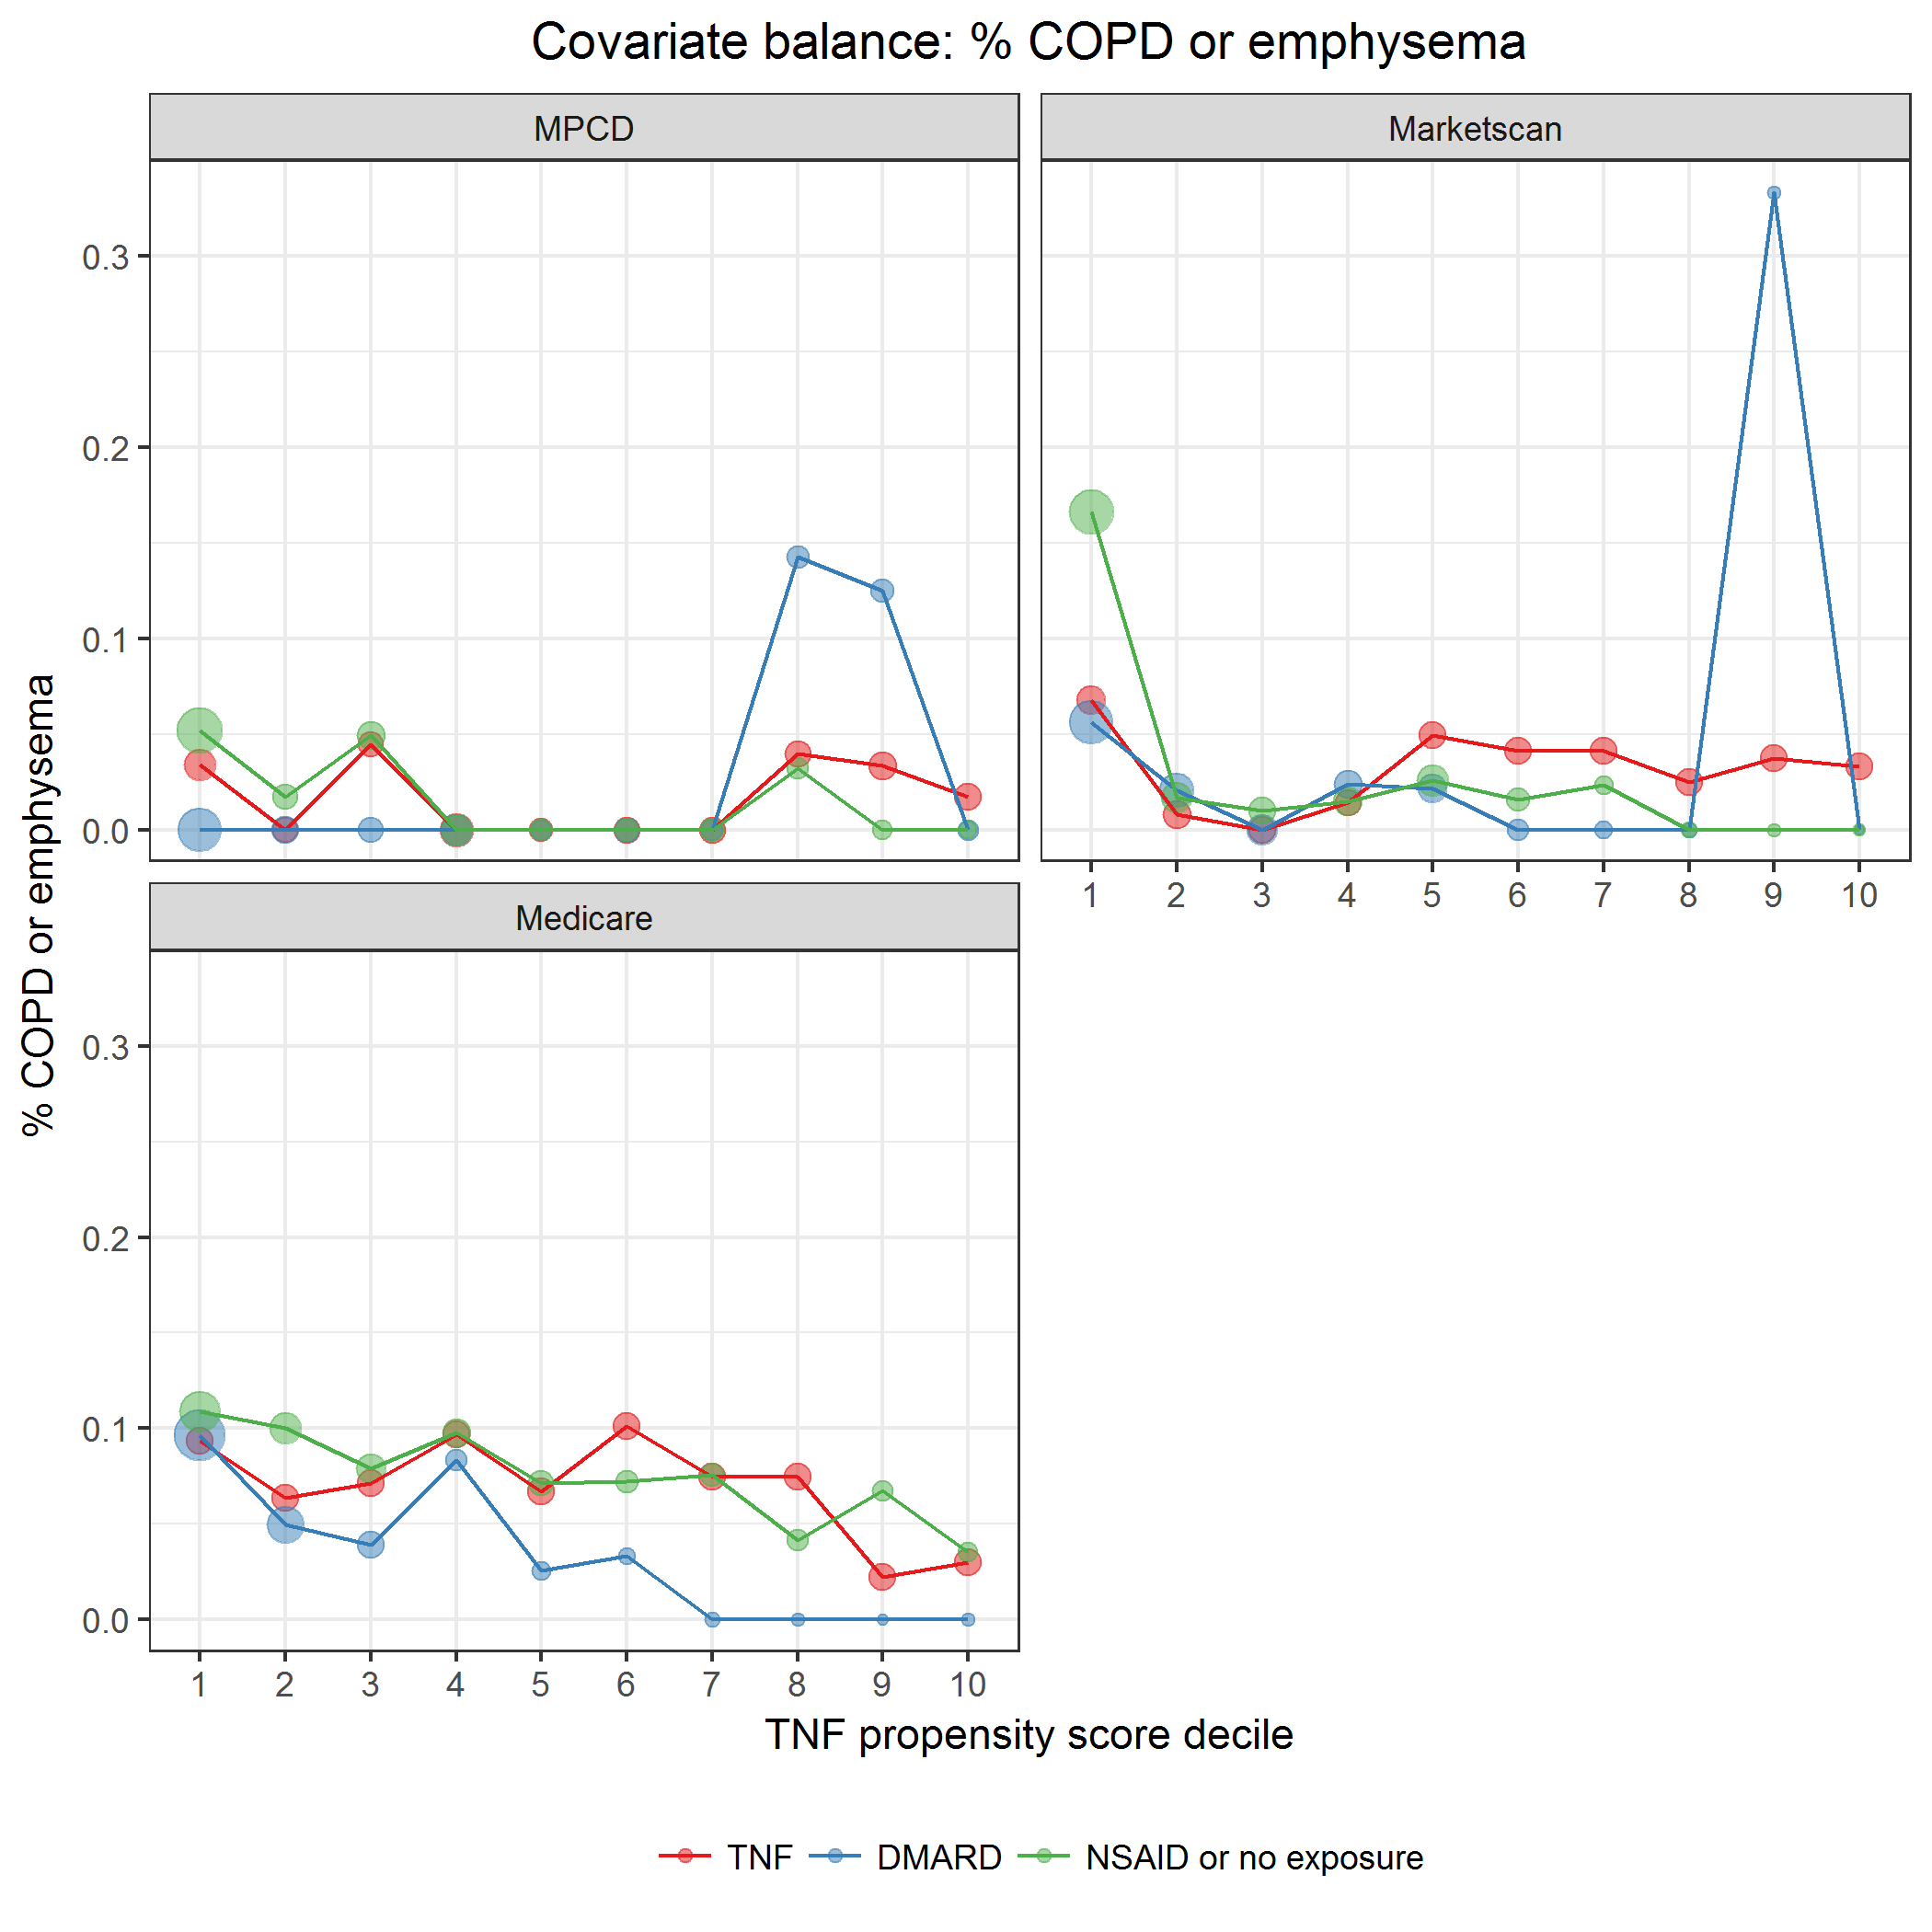 Covariate balance: % COPD or emphysema
MPCD
Marketscan
0.3
0.2
0.1
0.0
1 2 3 4 5 6 7 8 9 10
Medicare
0.3
0.2
0.1
0.0
1 2 3 4 5 6 7 8 9 10
% COPD or emphysema
TNF propensity score decile
TNF DMARD NSAID or no exposure